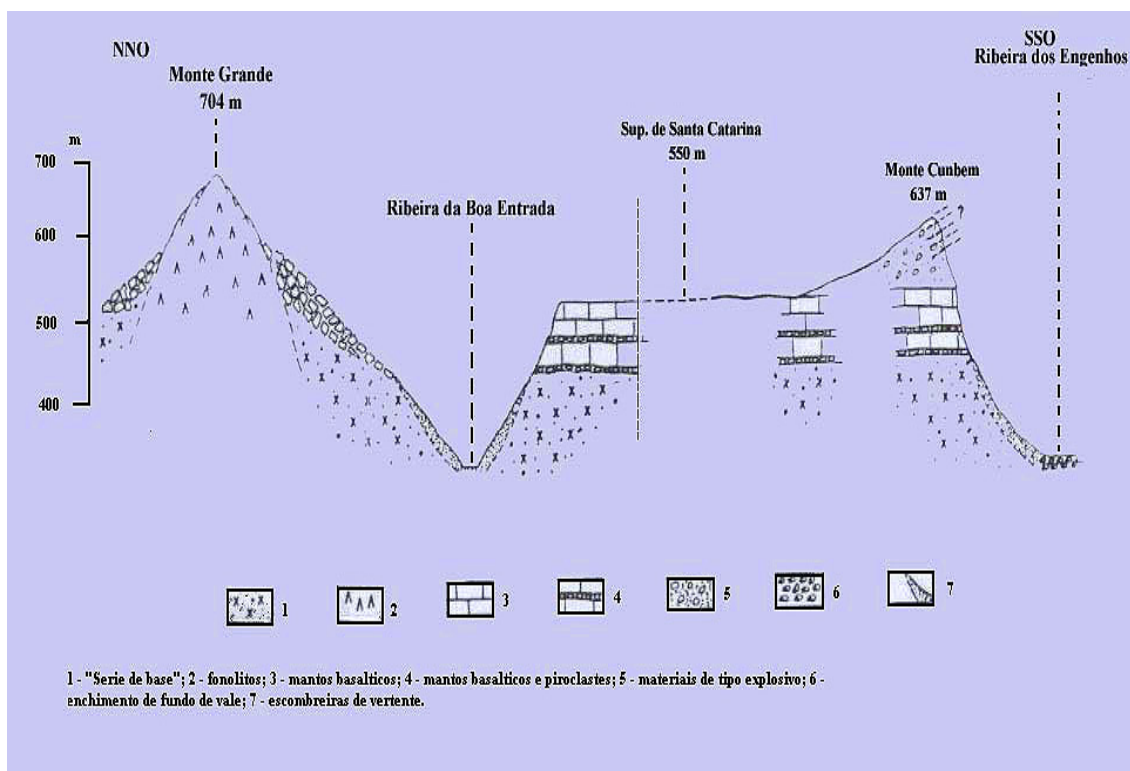 NNO
SSO
Ribeira dos Engenhos
Monte Grande
704 m
Sup. de Santa Catarina
550 m
Monte Cunbem
637 m
Ribeira da Boa Entrada
m
700
600
500
400
?
1
2
3
4
5
6
7
1 - "Serie de base"; 2 - fonolitos; 3 - mantos basalticos; 4 - mantos basalticos e piroclastes; 5 - materiais de tipo explosivo; 6 -
enchimento de fundo de vale; 7 - escombreiras de vertente.